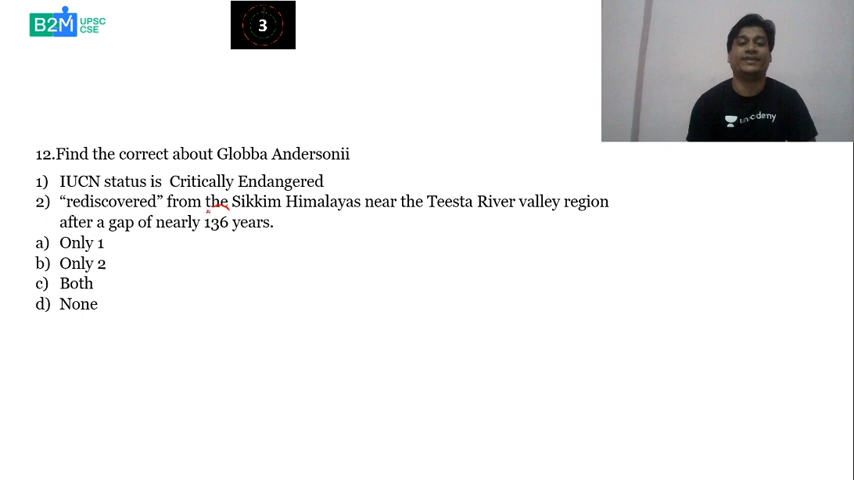 B2M UPSC
CSE
3
unacademy
12.Find the correct about Globba Andersonii
1) IUCN status is Critically Endangered
2) “rediscovered” from the Sikkim Himalayas near the Teesta River valley region
after a gap of nearly 136 years.
a) Only 1
b) Only 2
c) Both
d) None